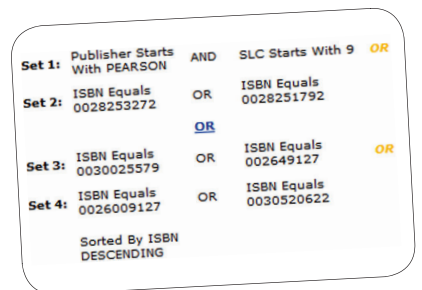 Set 1: Publisher Starts With PEARSON AND SLC Starts With 9 OR
Set 2: ISBN Equals 0028253272 OR ISBN Equals 0028251792
OR
Set 3: ISBN Equals 0030025579 OR ISBN Equals 002649127 OR
Set 4: ISBN Equals 0026009127 OR ISBN Equals 0030520622
Sorted By ISBN
DESCENDING